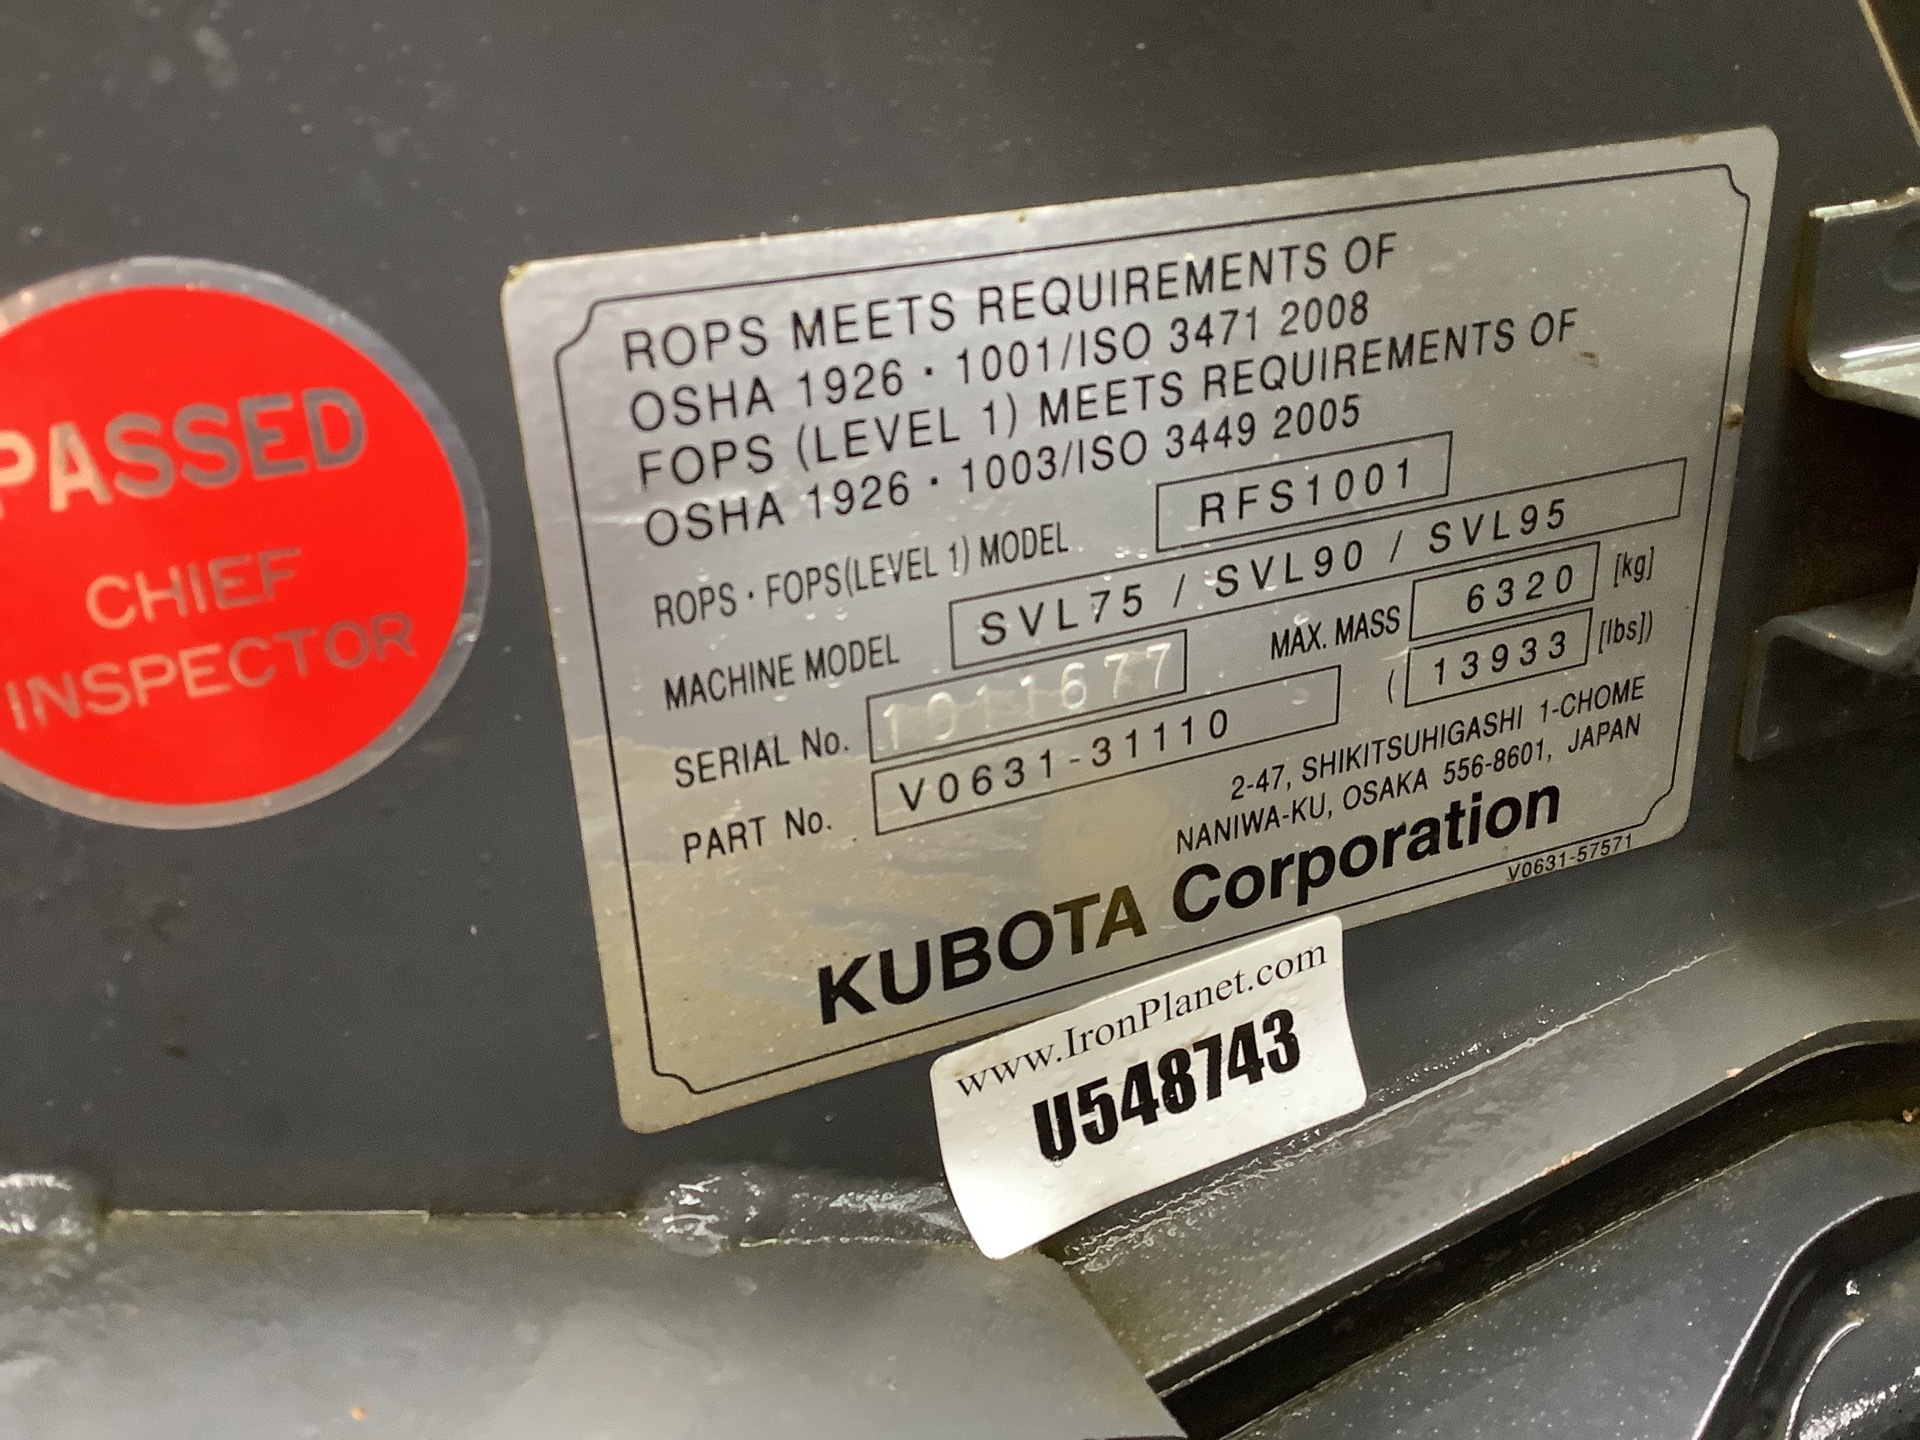 PASSED
CHIEF
INSPECTOR
ROPS MEETS REQUIREMENTS OF
OSHA 1926・1001/ISO 3471 2008
FOPS (LEVEL 1) MEETS REQUIREMENTS OF
OSHA 1926・1003/ISO 3449 2005
ROPS・FOPS(LEVEL 1) MODEL RFS1001
MACHINE MODEL SVL75 / SVL90 / SVL95
SERIAL No. 1011677 MAX. MASS 6320 [kg]
(13933 [lbs])
PART No. V0631-31110
2-47, SHIKITSUHIGASHI 1-CHOME
NANIWA-KU, OSAKA 556-8601, JAPAN
KUBOTA Corporation
V0631-57571
www.IronPlanet.com
U548743